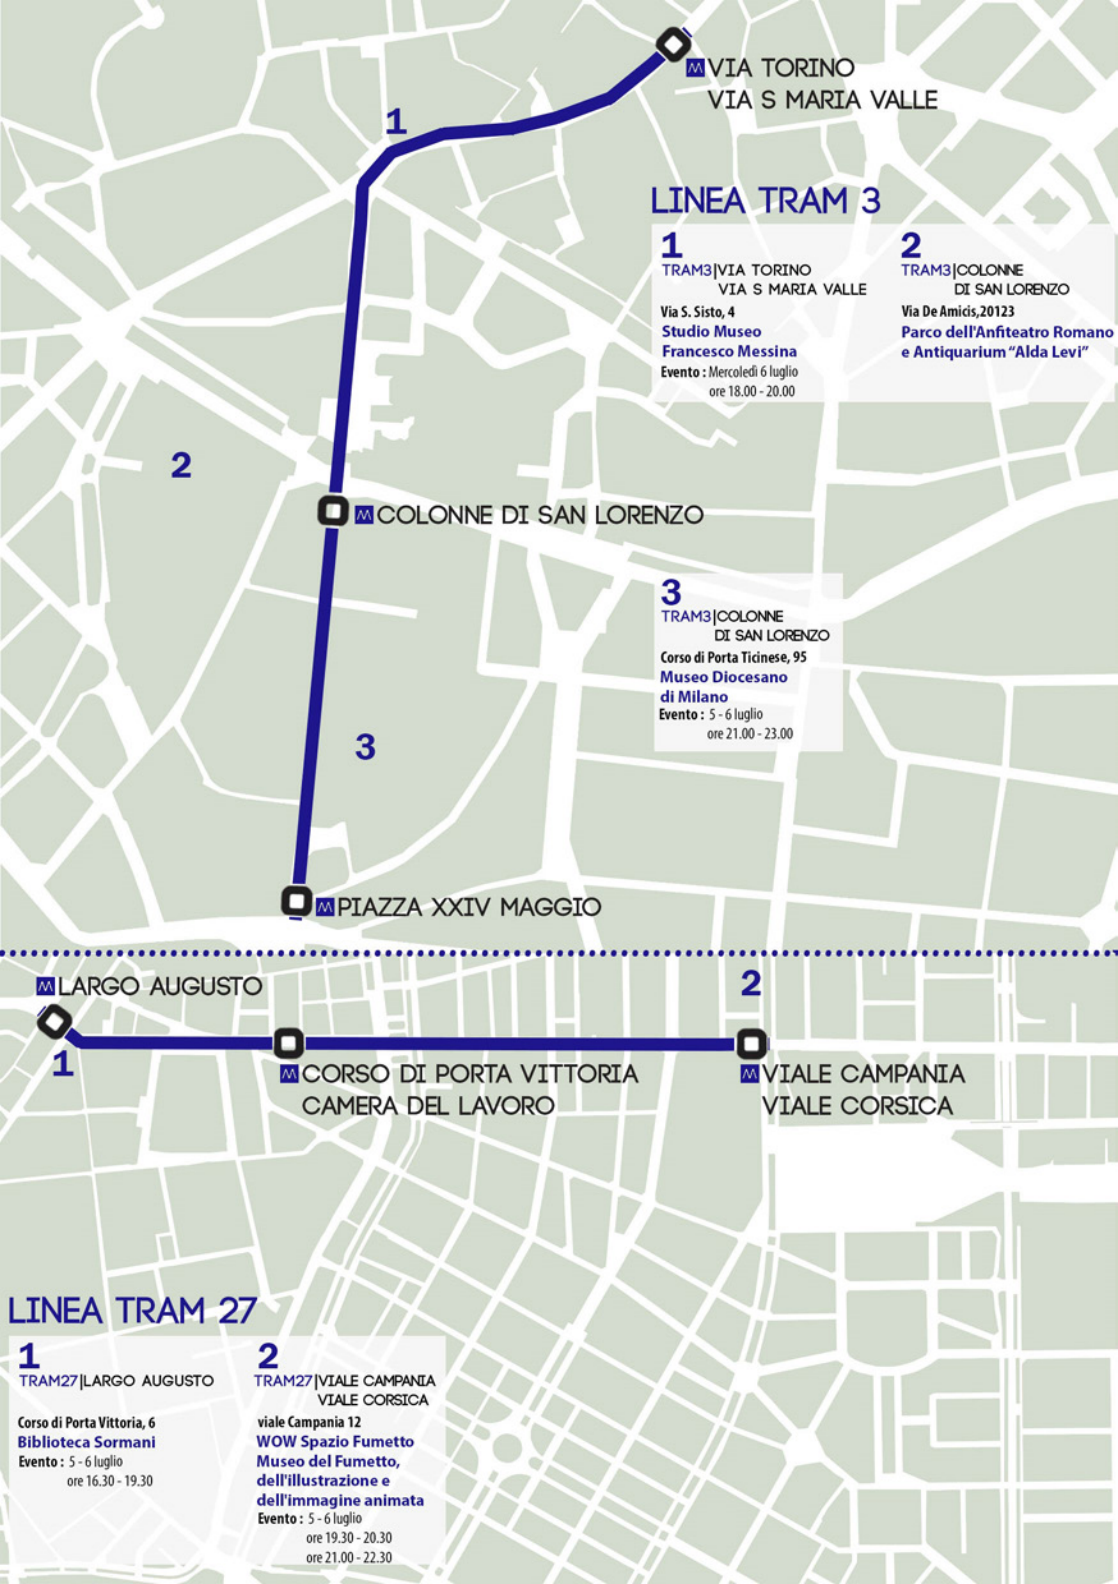 VIA TORINO
VIA S MARIA VALLE
1
LINEA TRAM 3
1
TRAM3|VIA TORINO
VIA S MARIA VALLE
Via S. Sisto, 4
Studio Museo
Francesco Messina
Evento : Mercoledì 6 luglio
ore 18.00 - 20.00
2
TRAM3|COLONNE
DI SAN LORENZO
Via De Amicis,20123
Parco dell'Anfiteatro Romano
e Antiquarium “Alda Levi”
2
COLONNE DI SAN LORENZO
3
TRAM3|COLONNE
DI SAN LORENZO
Corso di Porta Ticinese, 95
Museo Diocesano
di Milano
Evento : 5 - 6 luglio
ore 21.00 - 23.00
3
PIAZZA XXIV MAGGIO
LARGO AUGUSTO
2
1
CORSO DI PORTA VITTORIA
CAMERA DEL LAVORO
VIALE CAMPANIA
VIALE CORSICA
LINEA TRAM 27
1
TRAM27|LARGO AUGUSTO
Corso di Porta Vittoria, 6
Biblioteca Sormani
Evento : 5 - 6 luglio
ore 16.30 - 19.30
2
TRAM27|VIALE CAMPANIA
VIALE CORSICA
viale Campania 12
WOW Spazio Fumetto
Museo del Fumetto,
dell'illustrazione e
dell'immagine animata
Evento : 5 - 6 luglio
ore 19.30 - 20.30
ore 21.00 - 22.30